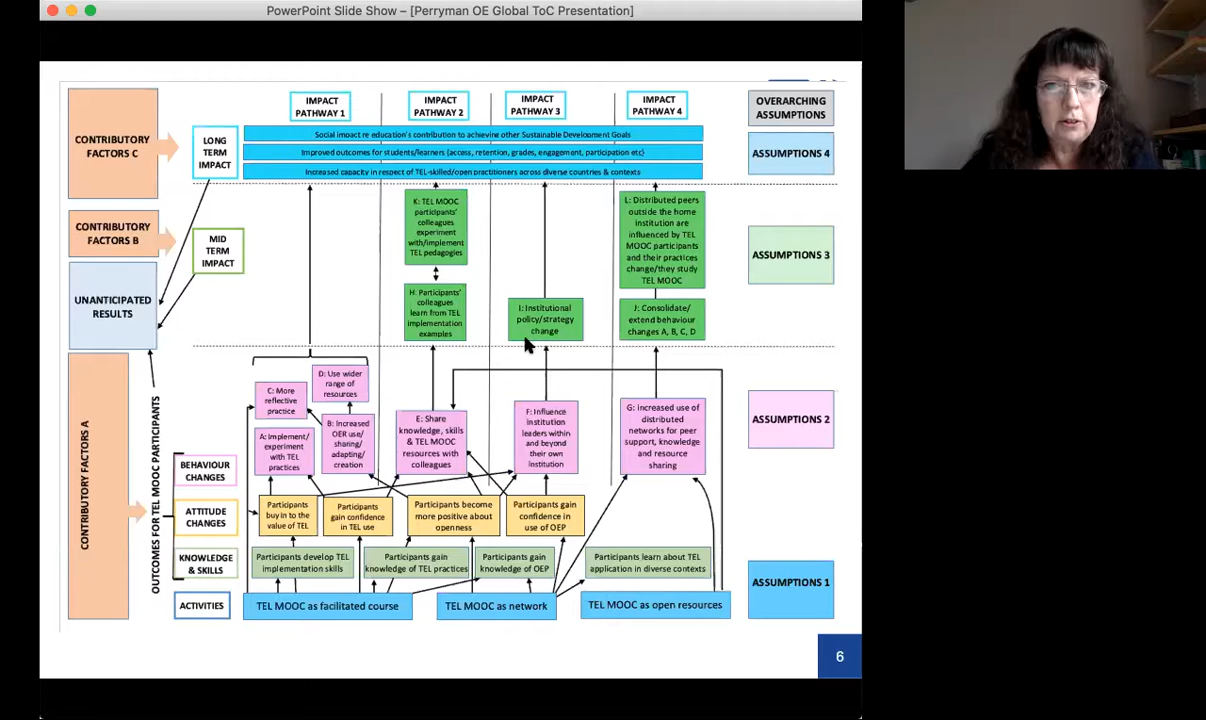 PowerPoint Slide Show – [Perryman OE Global ToC Presentation]
IMPACT
PATHWAY 1
IMPACT
PATHWAY 2
IMPACT
PATHWAY 3
IMPACT
PATHWAY 4
OVERARCHING
ASSUMPTIONS
CONTRIBUTORY
FACTORS C
LONG
TERM
IMPACT
Social impact re education's contribution to achieving other Sustainable Development Goals
Improved outcomes for students/learners (access, retention, grades, engagement, participation etc)
Increased capacity in respect of TEL-skilled/open practitioners across diverse countries & contexts
ASSUMPTIONS 4
CONTRIBUTORY
FACTORS B
MID
TERM
IMPACT
K: TEL MOOC
participants'
colleagues
experiment
with/implement
TEL pedagogies
L: Distributed peers
outside the home
institution are
influenced by TEL
MOOC participants
and their practices
change/they study
TEL MOOC
ASSUMPTIONS 3
UNANTICIPATED
RESULTS
H: Participants'
colleagues
learn from TEL
implementation
examples
I: Institutional
policy/strategy
change
J: Consolidate/
extend behaviour
changes A, B, C, D
CONTRIBUTORY FACTORS A
OUTCOMES FOR TEL MOOC PARTICIPANTS
C: More
reflective
practice
D: Use wider
range of
resources
A: Implement/
experiment
with TEL
practices
B: Increased
OER use/
sharing/
adapting/
creation
E: Share
knowledge, skills
& TEL MOOC
resources with
colleagues
F: Influence
institution
leaders within
and beyond
their own
institution
G: Increased use of
distributed
networks for peer
support, knowledge
and resource
sharing
ASSUMPTIONS 2
BEHAVIOUR
CHANGES
ATTITUDE
CHANGES
Participants
buy in to the
value of TEL
Participants
gain confidence
in TEL use
Participants become
more positive about
openness
Participants gain
confidence in
use of OEP
KNOWLEDGE
& SKILLS
Participants develop TEL
implementation skills
Participants gain
knowledge of TEL practices
Participants gain
knowledge of OEP
Participants learn about TEL
application in diverse contexts
ASSUMPTIONS 1
ACTIVITIES
TEL MOOC as facilitated course
TEL MOOC as network
TEL MOOC as open resources
6